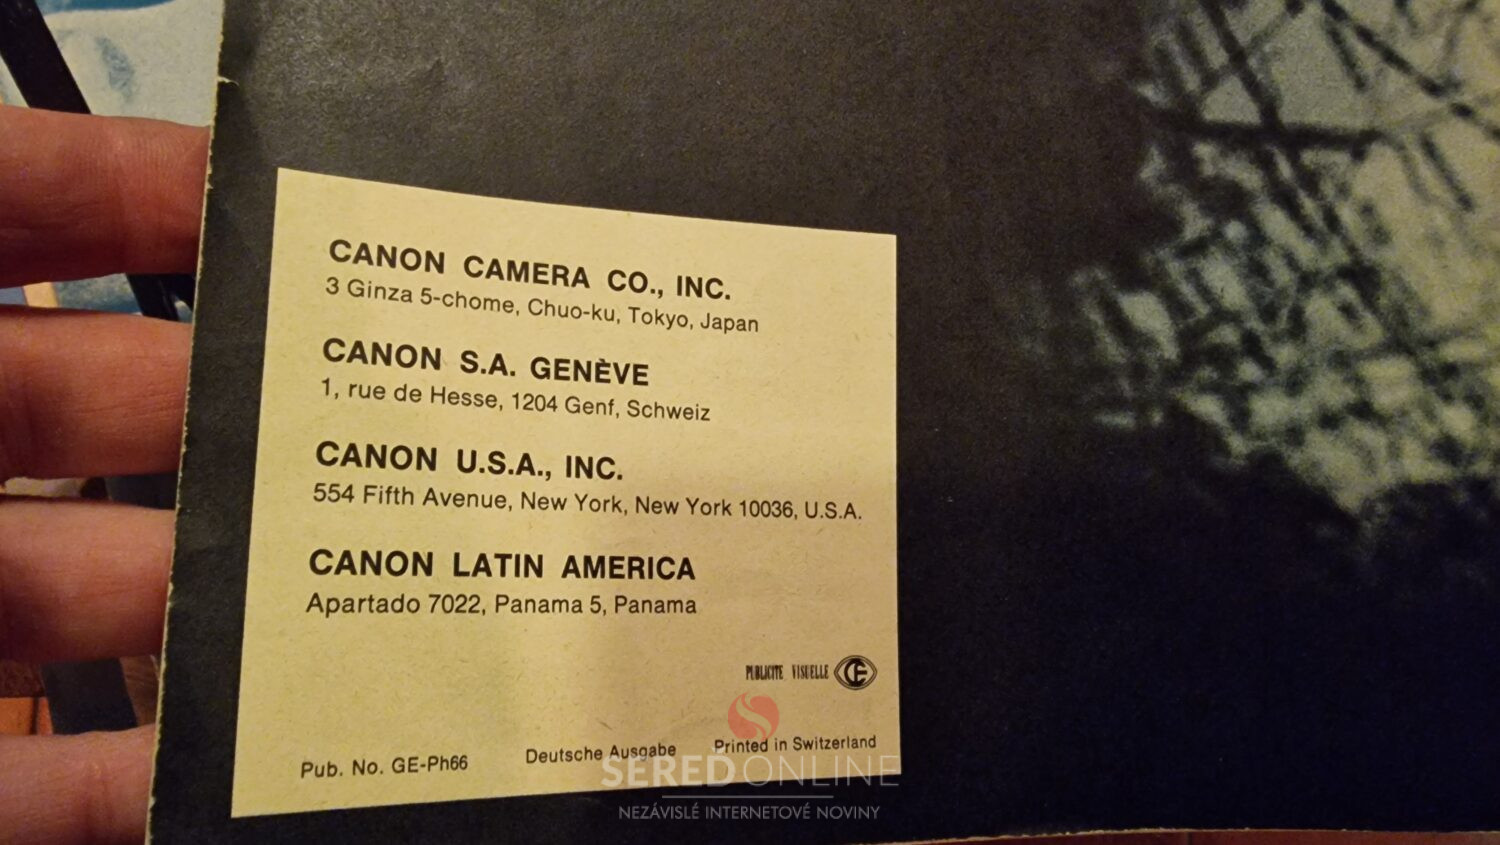 CANON CAMERA CO., INC.
3 Ginza 5-chome, Chuo-ku, Tokyo, Japan
CANON S.A. GENÈVE
1, rue de Hesse, 1204 Genf, Schweiz
CANON U.S.A., INC.
554 Fifth Avenue, New York, New York 10036, U.S.A.
CANON LATIN AMERICA
Apartado 7022, Panama 5, Panama
PUBLICITE VISUELLE
Pub. No. GE-Ph66 Deutsche Ausgabe Printed in Switzerland
SEREĎ ONLINE
NEZÁVISLÉ INTERNETOVÉ NOVINY